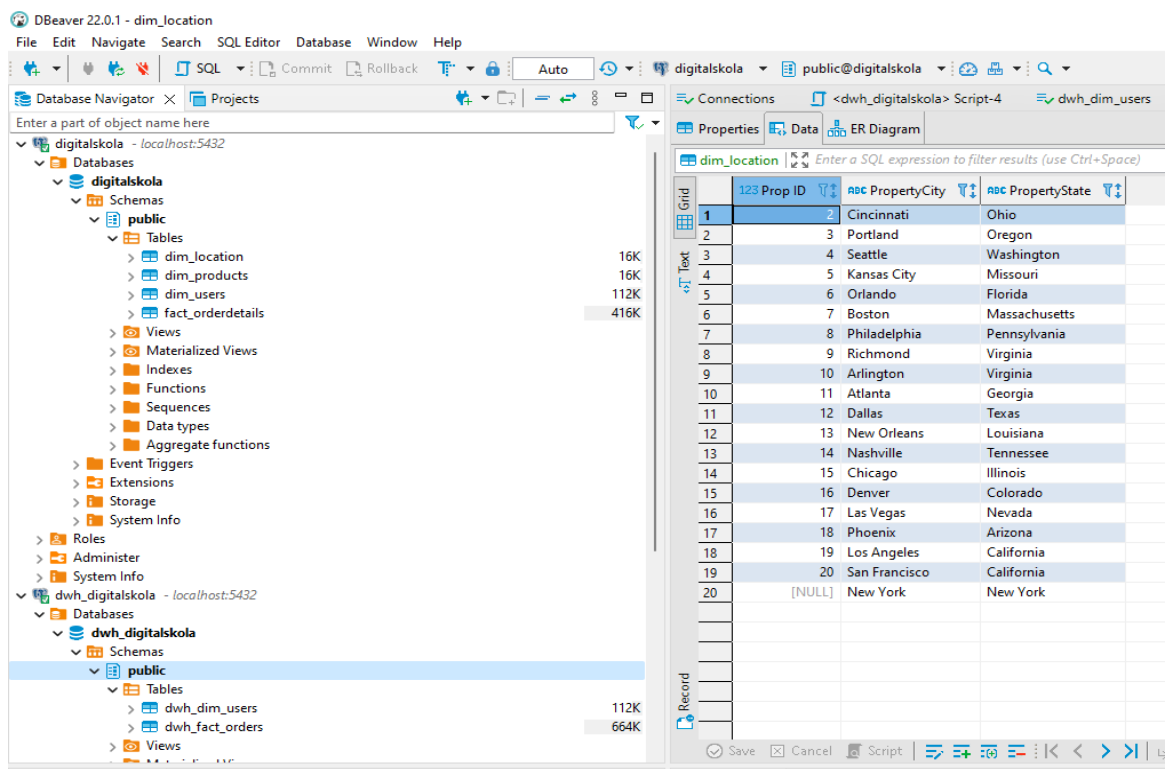 DBeaver 22.0.1 - dim_location
File Edit Navigate Search SQL Editor Database Window Help
SQL Commit Rollback Auto digitalskola public@digitalskola
Database Navigator Projects
Enter a part of object name here
digitalskola - localhost:5432
Databases
digitalskola
Schemas
public
Tables
dim_location 16K
dim_products 16K
dim_users 112K
fact_orderdetails 416K
Views
Materialized Views
Indexes
Functions
Sequences
Data types
Aggregate functions
Event Triggers
Extensions
Storage
System Info
Roles
Administer
System Info
dwh_digitalskola - localhost:5432
Databases
dwh_digitalskola
Schemas
public
Tables
dwh_dim_users 112K
dwh_fact_orders 664K
Views
Connections <dwh_digitalskola> Script-4 dwh_dim_users
Properties Data ER Diagram
dim_location Enter a SQL expression to filter results (use Ctrl+Space)
Grid
Text
Record
123 Prop ID ABC PropertyCity ABC PropertyState
1 2 Cincinnati Ohio
2 3 Portland Oregon
3 4 Seattle Washington
4 5 Kansas City Missouri
5 6 Orlando Florida
6 7 Boston Massachusetts
7 8 Philadelphia Pennsylvania
8 9 Richmond Virginia
9 10 Arlington Virginia
10 11 Atlanta Georgia
11 12 Dallas Texas
12 13 New Orleans Louisiana
13 14 Nashville Tennessee
14 15 Chicago Illinois
15 16 Denver Colorado
16 17 Las Vegas Nevada
17 18 Phoenix Arizona
18 19 Los Angeles California
19 20 San Francisco California
20 [NULL] New York New York
Save Cancel Script